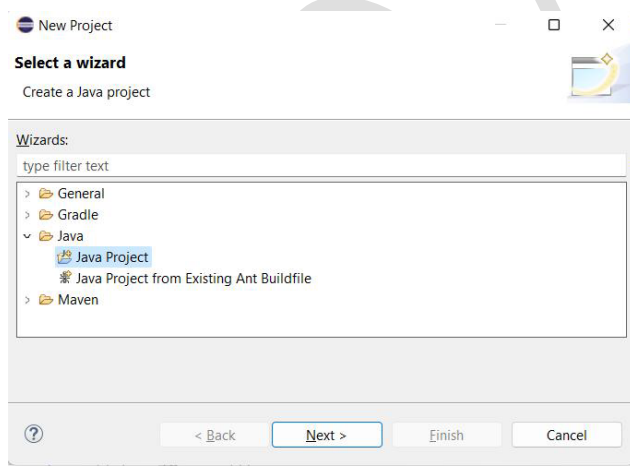 New Project
Select a wizard
Create a Java project
Wizards:
type filter text
General
Gradle
Java
Java Project
Java Project from Existing Ant Buildfile
Maven
?
< Back
Next >
Finish
Cancel